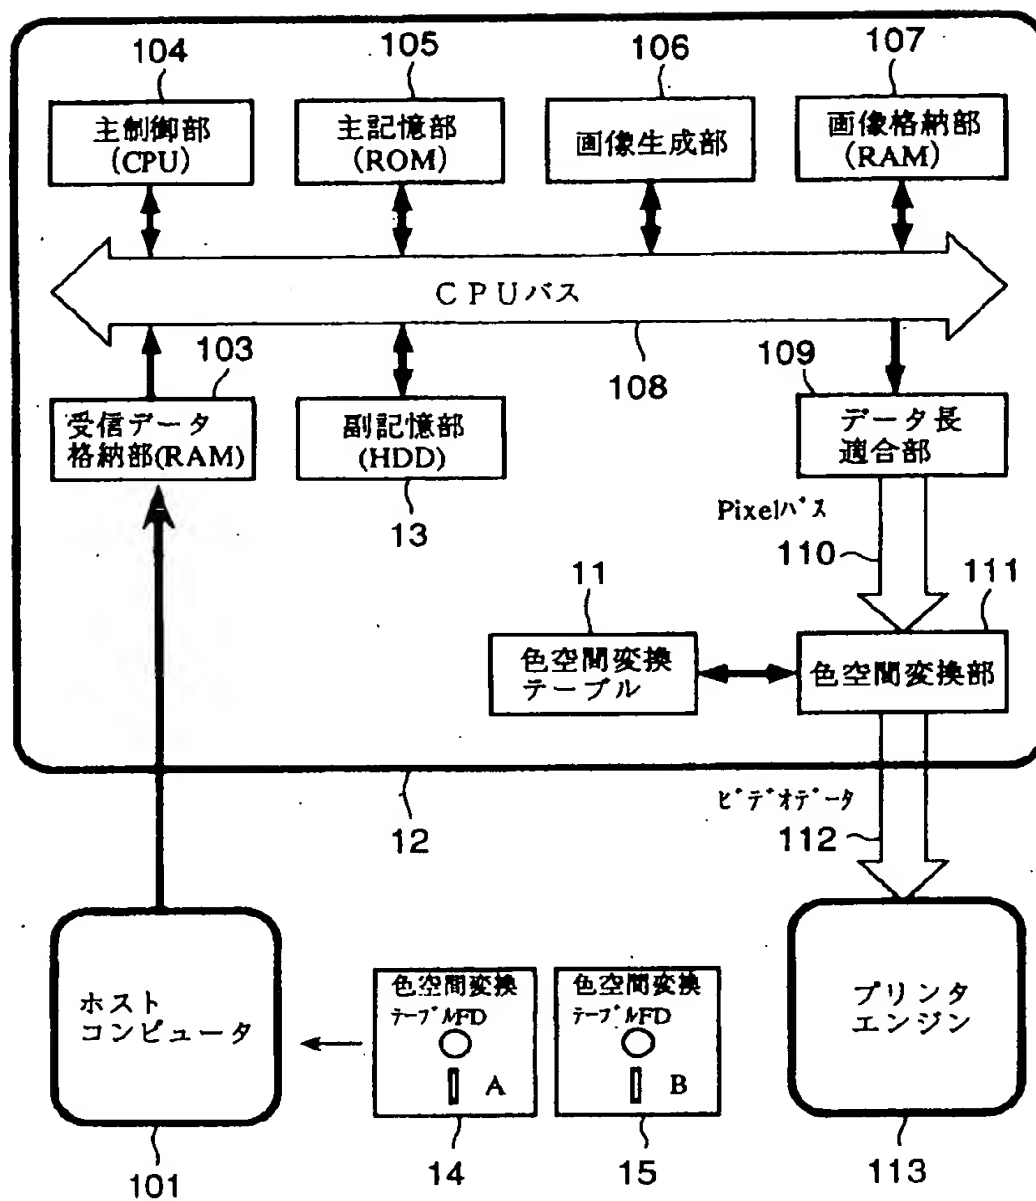 104
105
106
107
主制御部
(CPU)
主記憶部
(ROM)
画像生成部
画像格納部
(RAM)
CPUバス
103
108
109
受信データ
格納部(RAM)
副記憶部
(HDD)
データ長
適合部
13
Pixelバス
110
11
111
色空間変換
テーブル
色空間変換部
12
ビデオデータ
112
ホスト
コンピュータ
色空間変換
テーブルFD
A
色空間変換
テーブルFD
B
プリンタ
エンジン
101
14
15
113